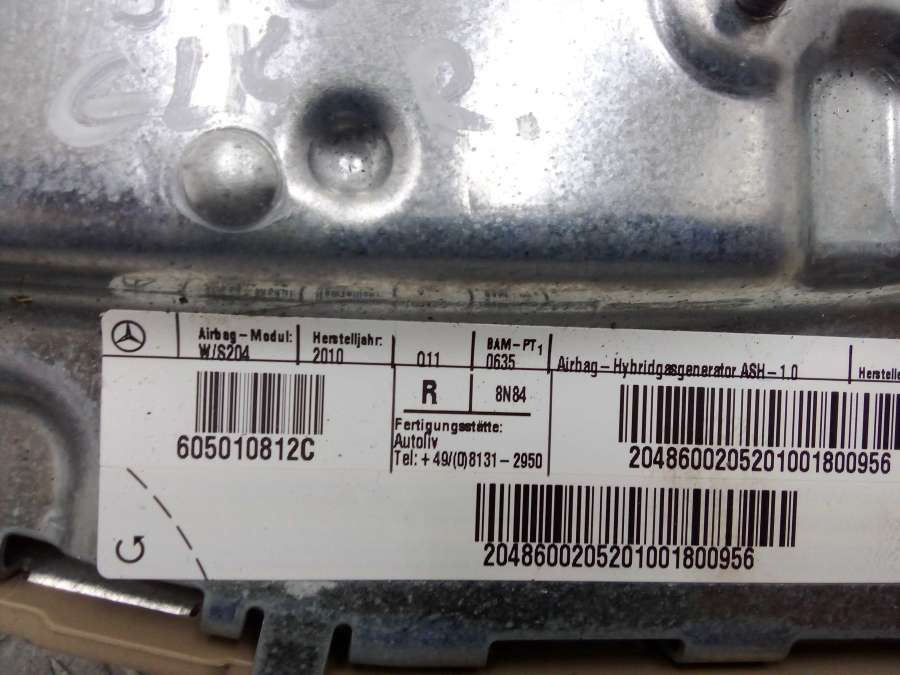 GLK R.
Airbag-Modul:
W/S204
Herstelljahr:
2010
011
BAM-PT1
0635
Airbag-Hybridgasgenerator ASH-1.0
R
8N84
605010812C
Fertigungsstätte:
Autoliv
Tel: +49/(0)8131-2950
2048600205201001800956
2048600205201001800956